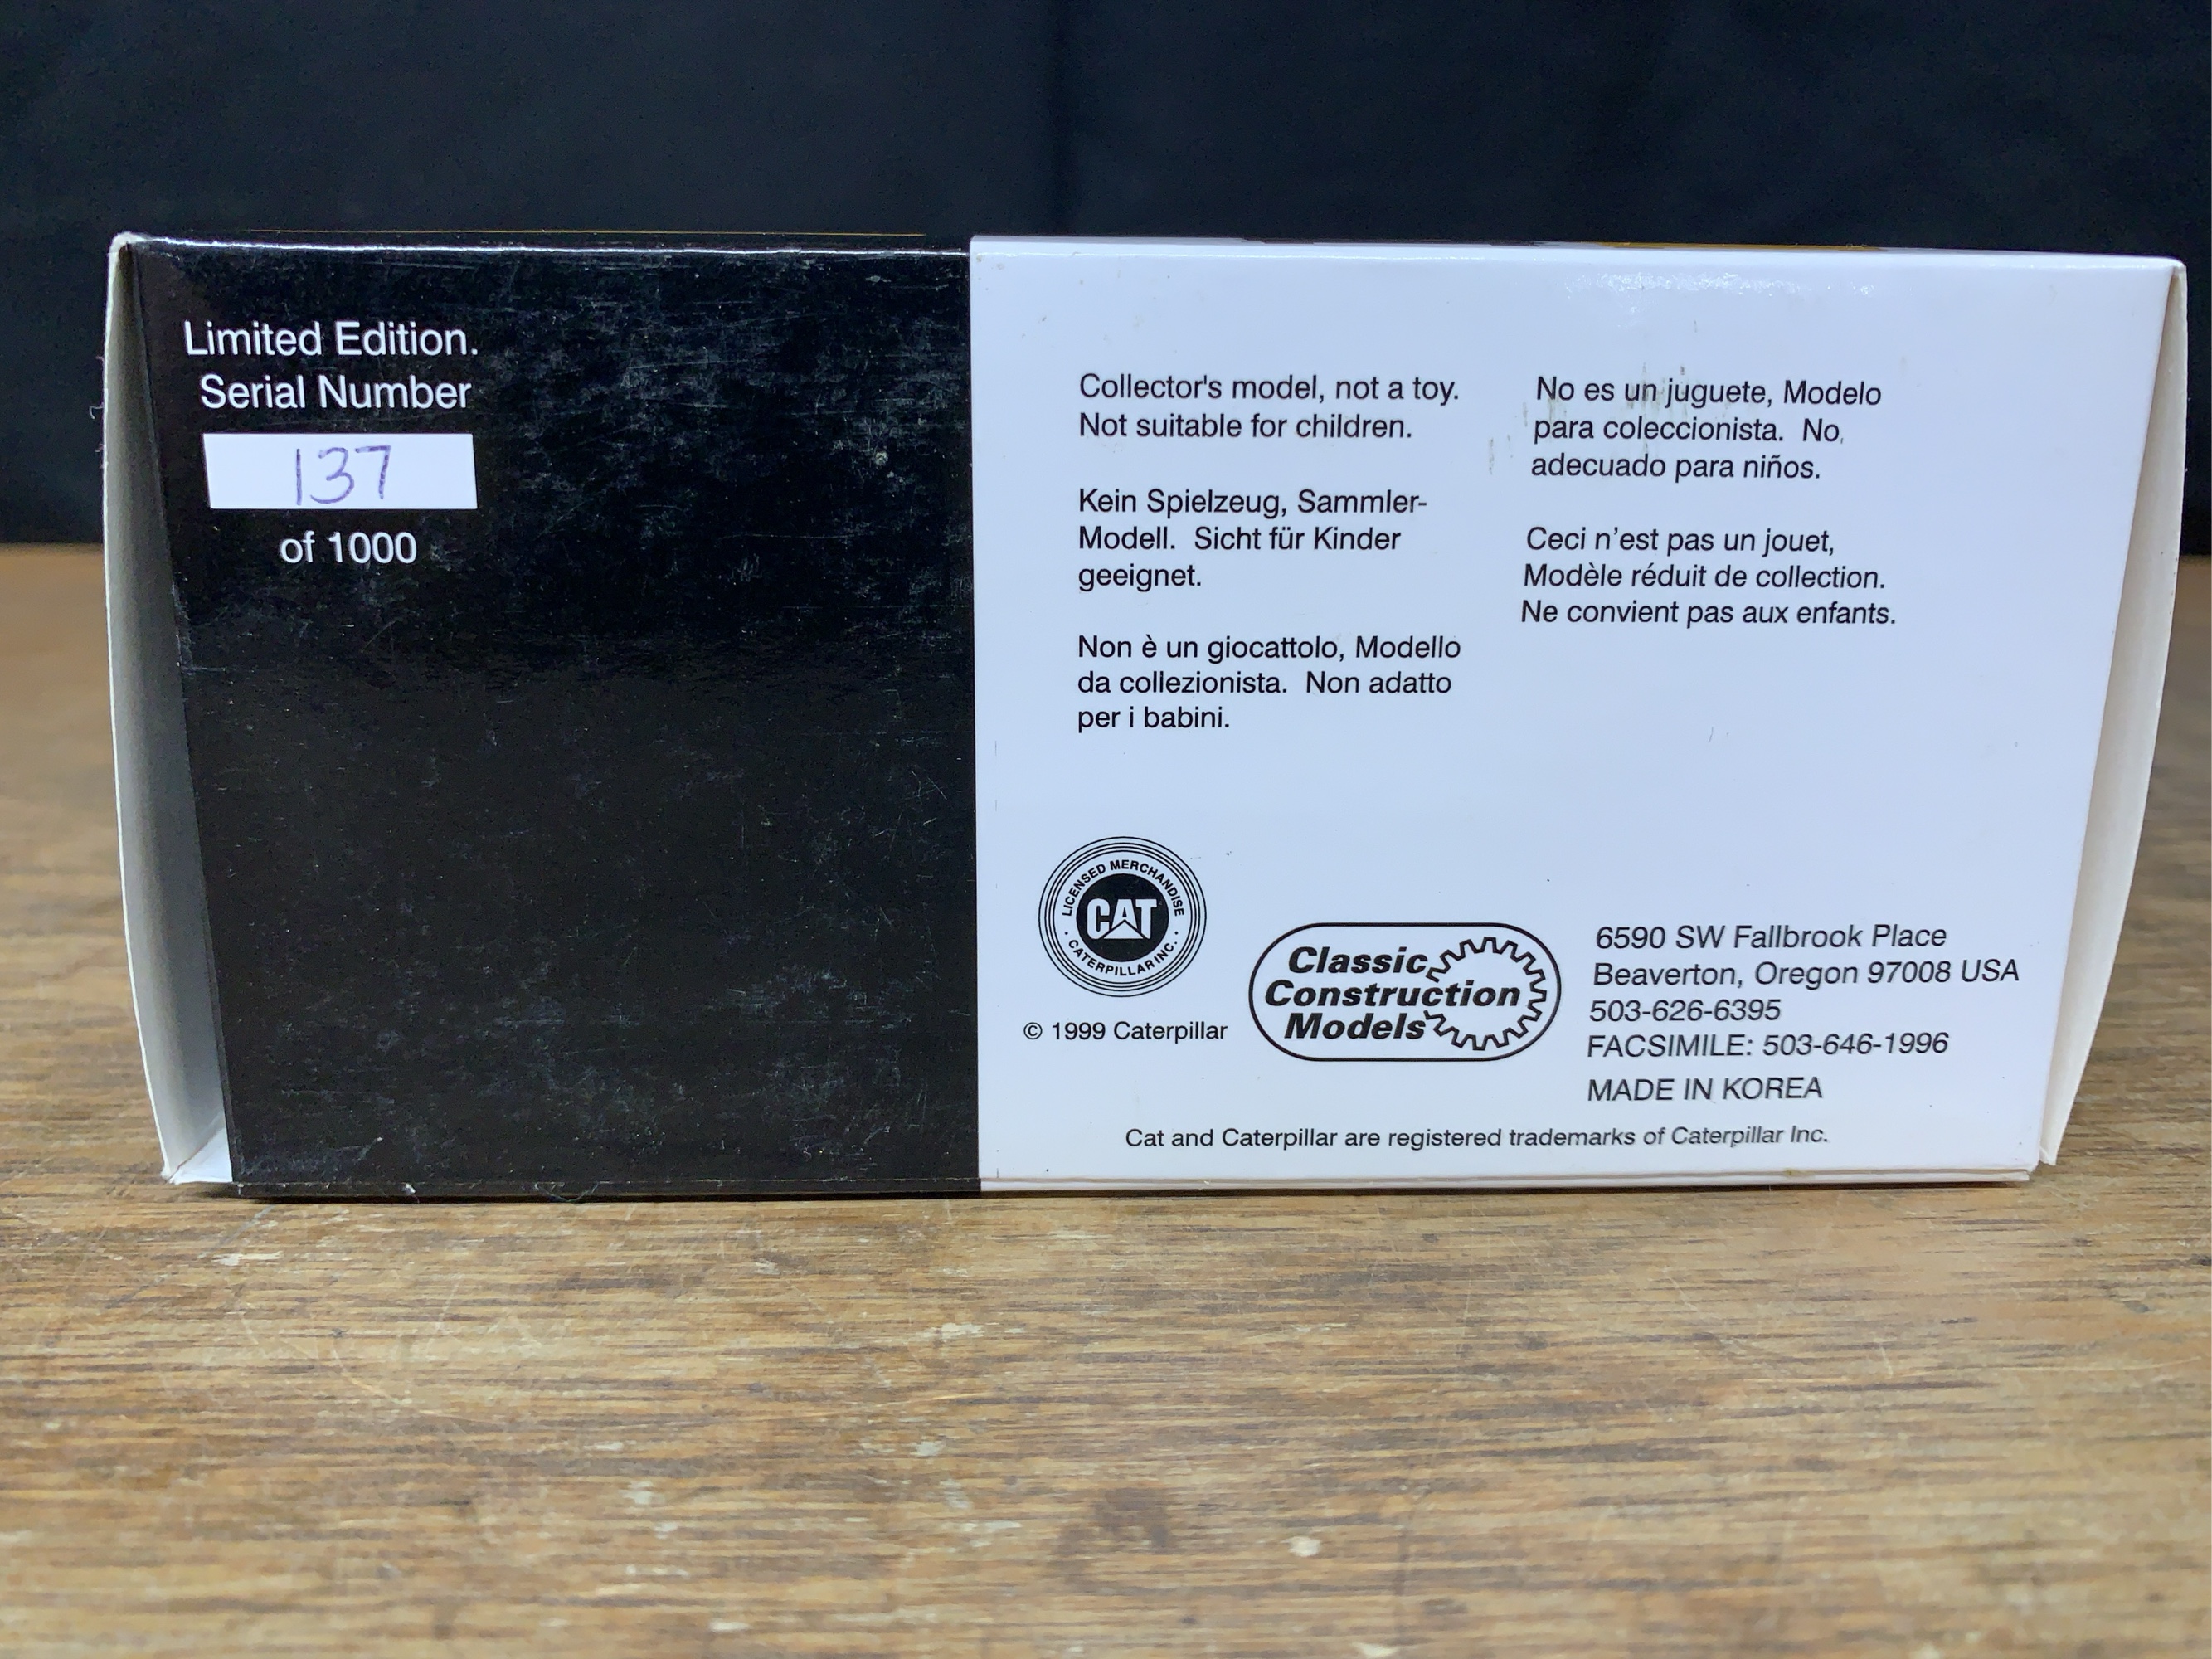 Limited Edition.
Serial Number
137
of 1000
Collector's model, not a toy.
Not suitable for children.
Kein Spielzeug, Sammler-
Modell.  Sicht für Kinder
geeignet.
Non è un giocattolo, Modello
da collezionista.  Non adatto
per i babini.
No es un juguete, Modelo
para coleccionista.  No
adecuado para niños.
Ceci n'est pas un jouet,
Modèle réduit de collection.
Ne convient pas aux enfants.
LICENSED MERCHANDISE
CAT
• CATERPILLAR INC. •
© 1999 Caterpillar
Classic
Construction
Models
6590 SW Fallbrook Place
Beaverton, Oregon 97008 USA
503-626-6395
FACSIMILE: 503-646-1996
MADE IN KOREA
Cat and Caterpillar are registered trademarks of Caterpillar Inc.